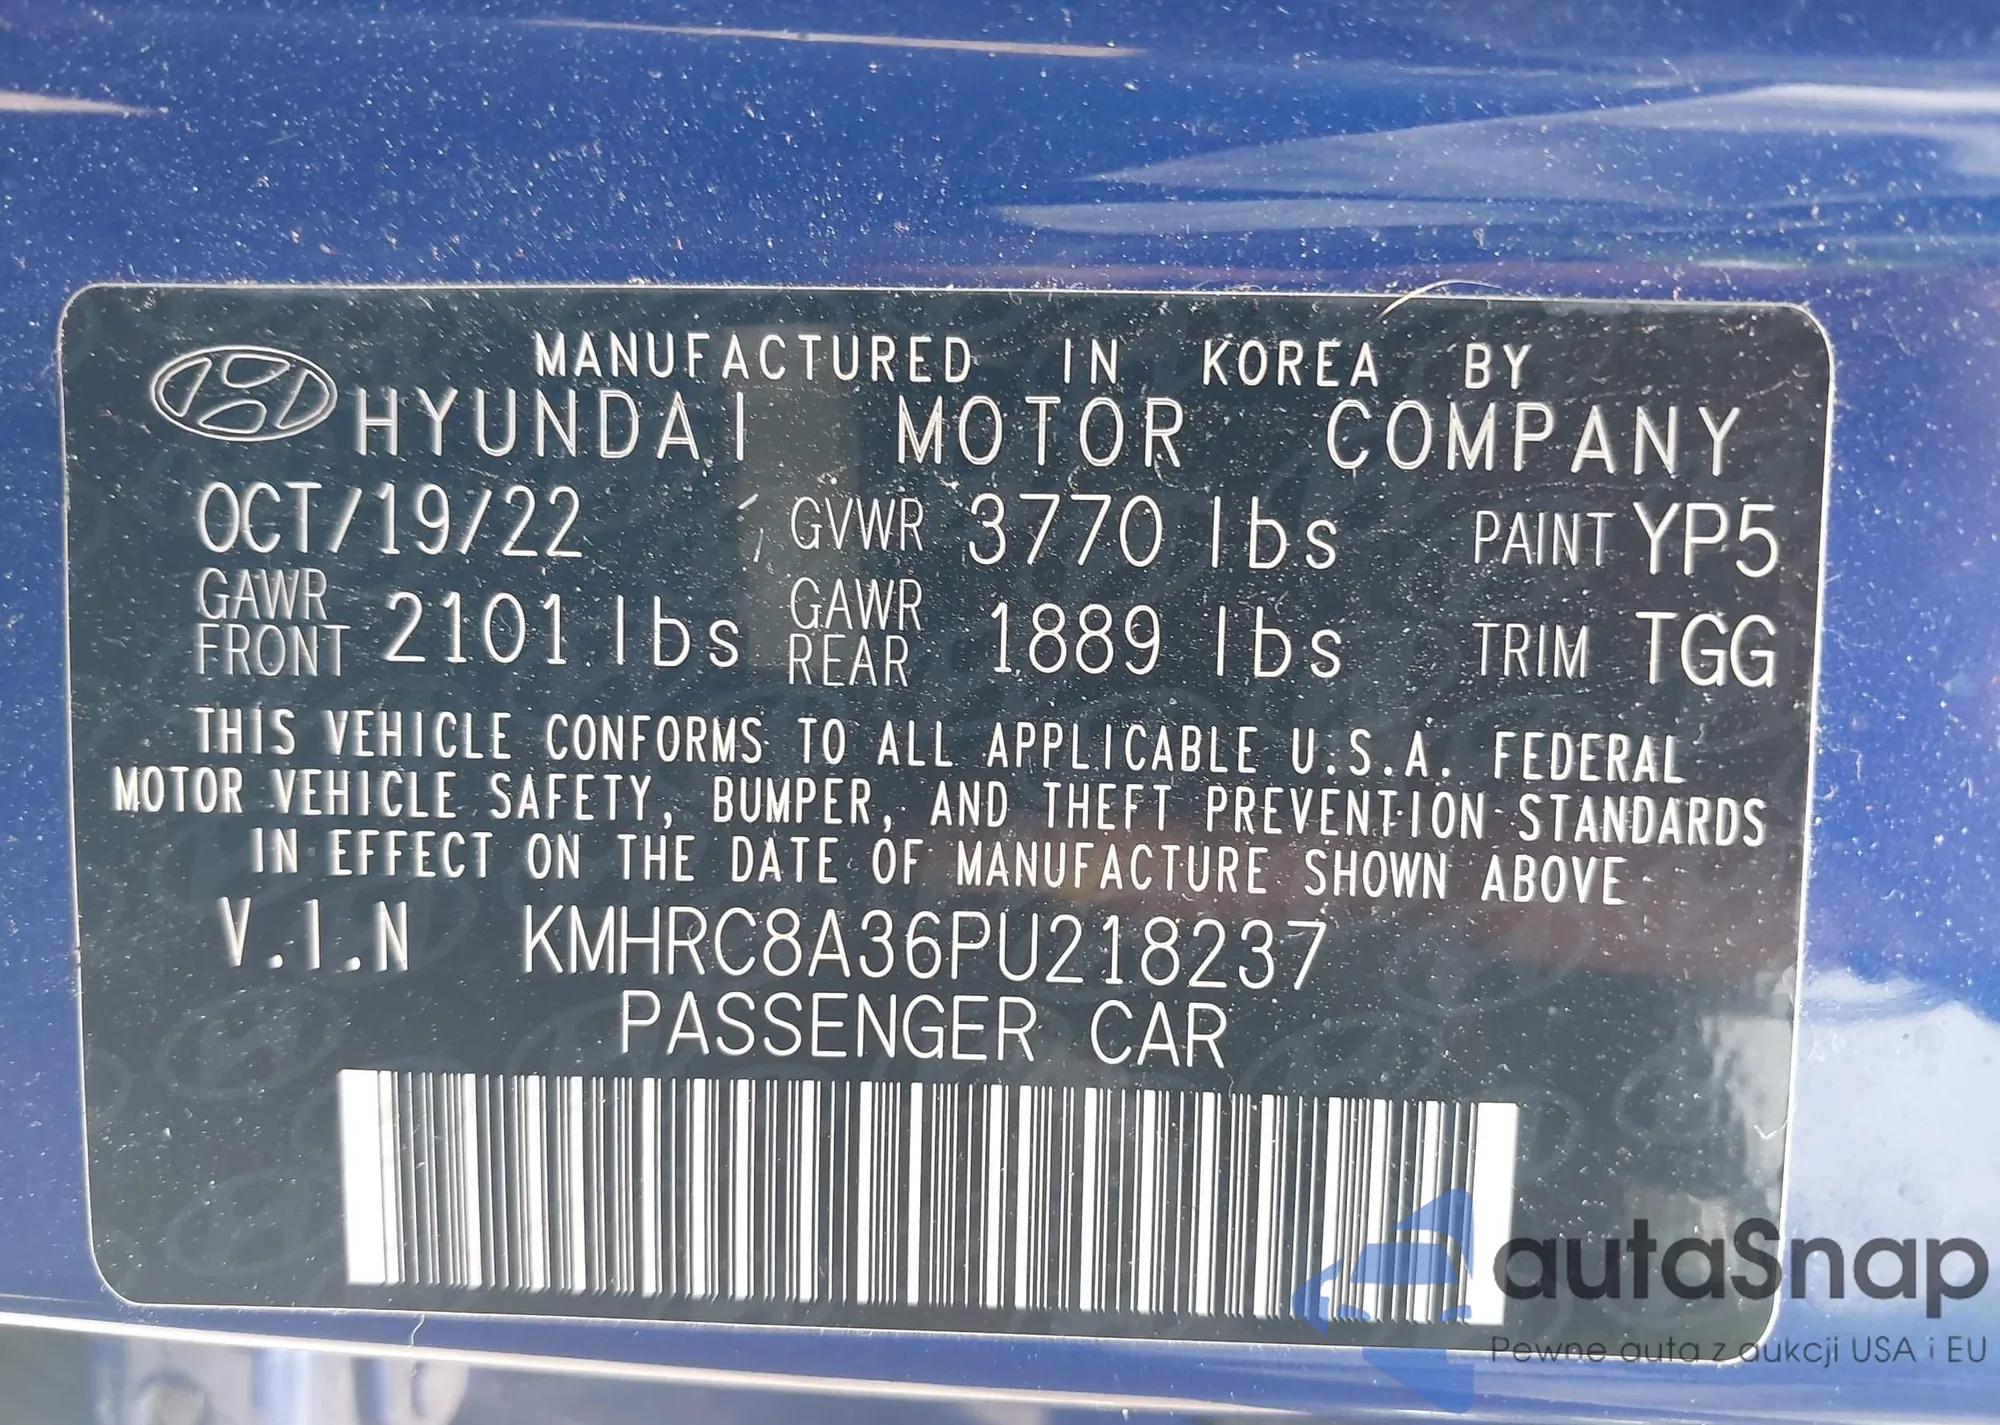 MANUFACTURED IN KOREA BY
HYUNDAI MOTOR COMPANY
OCT/19/22 GVWR 3770 lbs PAINT YP5
GAWR FRONT 2101 lbs GAWR REAR 1889 lbs TRIM TGG
THIS VEHICLE CONFORMS TO ALL APPLICABLE U.S.A. FEDERAL
MOTOR VEHICLE SAFETY, BUMPER, AND THEFT PREVENTION STANDARDS
IN EFFECT ON THE DATE OF MANUFACTURE SHOWN ABOVE
V.I.N KMHRC8A36PU218237
PASSENGER CAR
autaSnap
Pewne auta z aukcji USA i EU